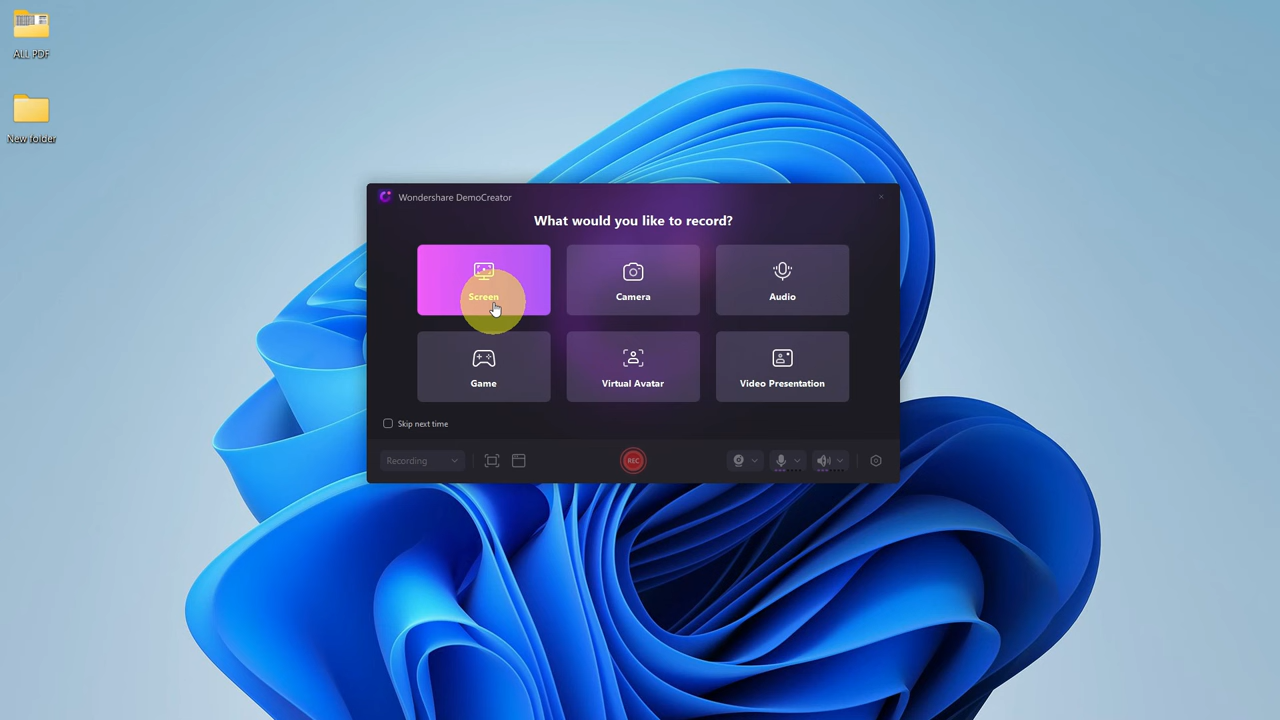 ALL PDF
New folder
Wondershare DemoCreator
What would you like to record?
Screen
Camera
Audio
Game
Virtual Avatar
Video Presentation
Skip next time
Recording
REC